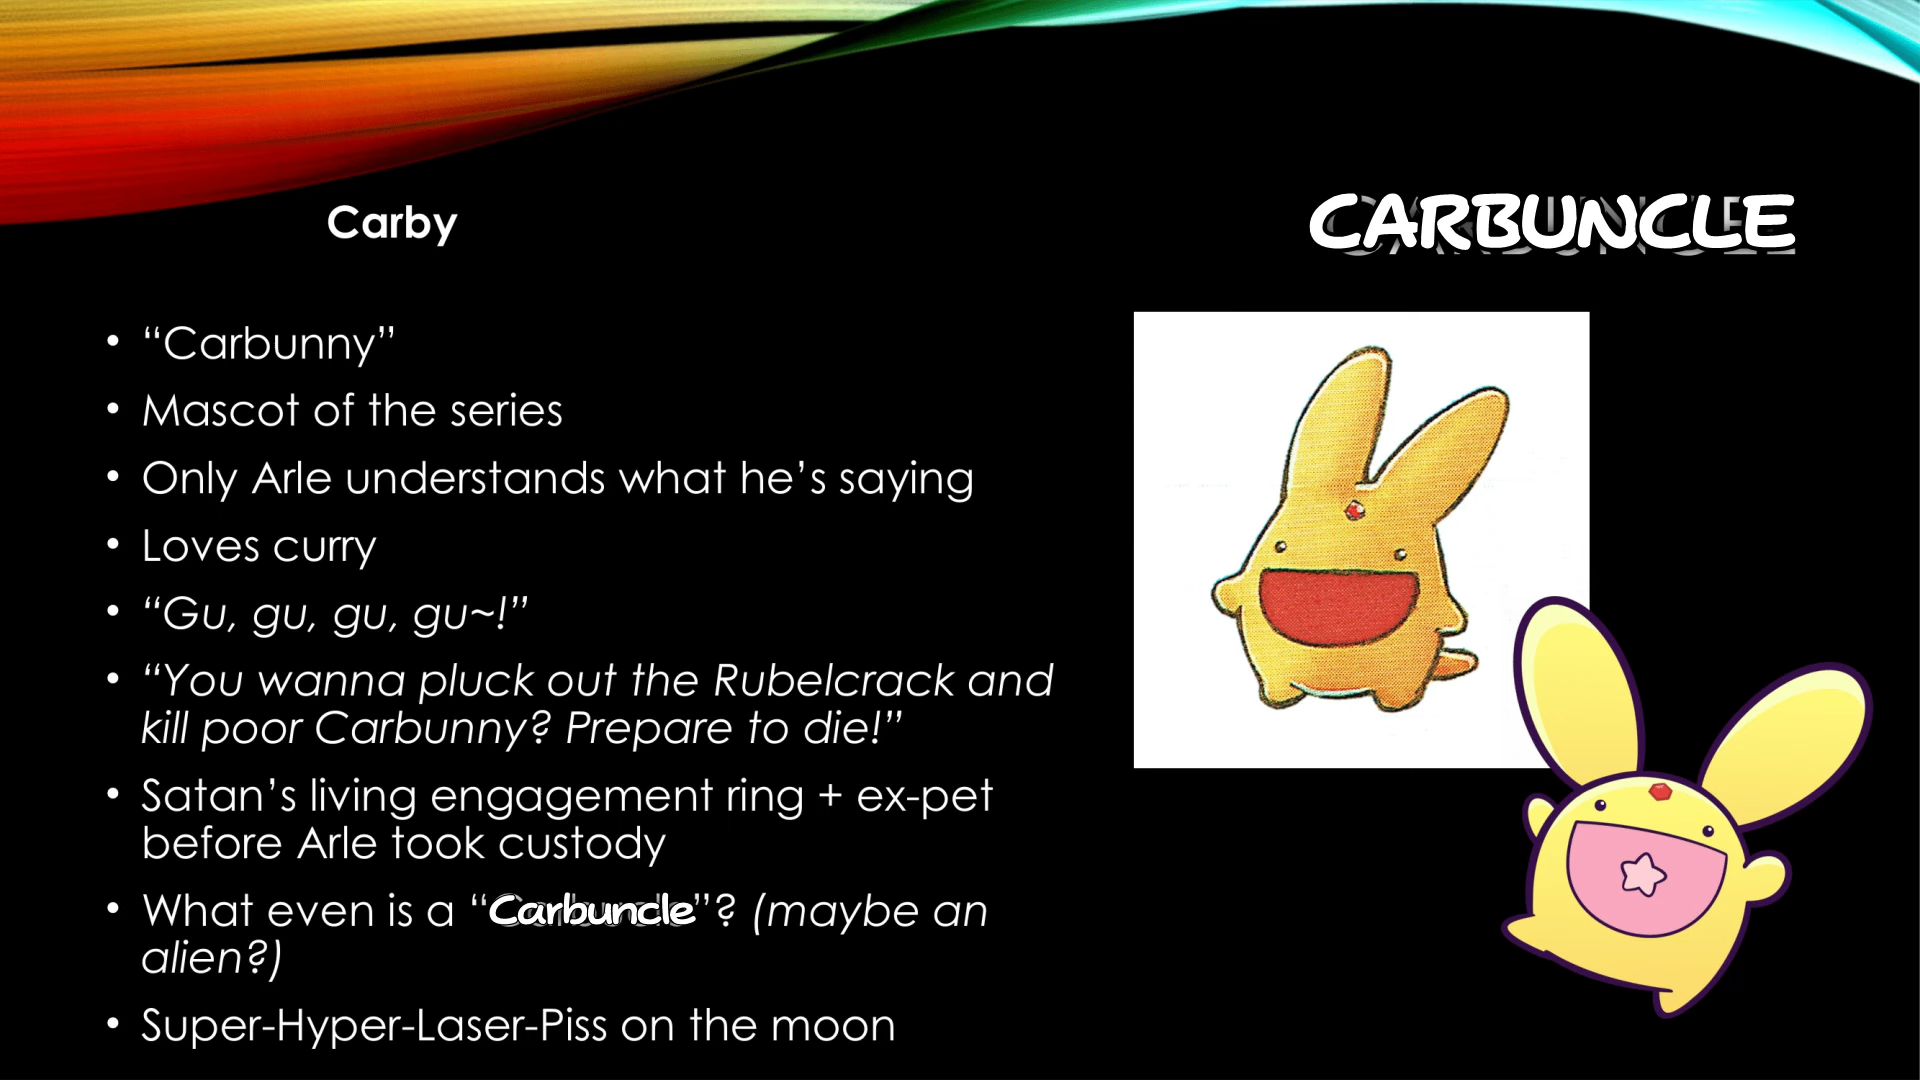 Carby
CARBUNCLE
• “Carbunny”
• Mascot of the series
• Only Arle understands what he’s saying
• Loves curry
• “Gu, gu, gu, gu~!”
• “You wanna pluck out the Rubelcrack and
kill poor Carbunny? Prepare to die!”
• Satan’s living engagement ring + ex-pet
before Arle took custody
• What even is a “Carbuncle”? (maybe an
alien?)
• Super-Hyper-Laser-Piss on the moon